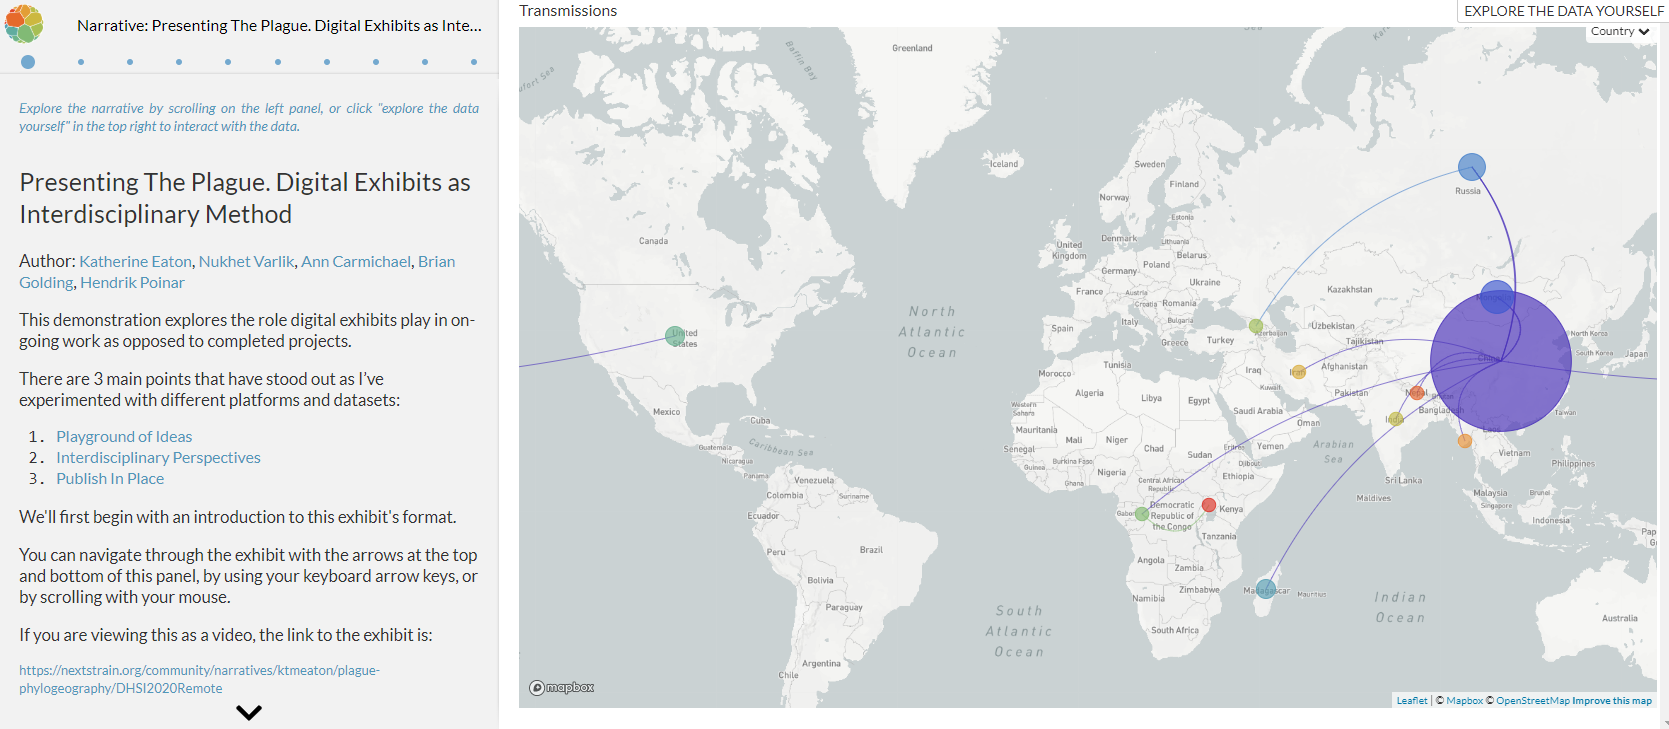 Narrative: Presenting The Plague. Digital Exhibits as Inte...
Explore the narrative by scrolling on the left panel, or click "explore the data
yourself" in the top right to interact with the data.
Presenting The Plague. Digital Exhibits as
Interdisciplinary Method
Author: Katherine Eaton, Nukhet Varlik, Ann Carmichael, Brian
Golding, Hendrik Poinar
This demonstration explores the role digital exhibits play in on-
going work as opposed to completed projects.
There are 3 main points that have stood out as I've
experimented with different platforms and datasets:
1. Playground of Ideas
2. Interdisciplinary Perspectives
3. Publish In Place
We'll first begin with an introduction to this exhibit's format.
You can navigate through the exhibit with the arrows at the top
and bottom of this panel, by using your keyboard arrow keys, or
by scrolling with your mouse.
If you are viewing this as a video, the link to the exhibit is:
https://nextstrain.org/community/narratives/ktmeaton/plague-
phylogeography/DHSI2020Remote
Transmissions
EXPLORE THE DATA YOURSELF
Country
Greenland
Baffin Bay
Iceland
Sweden
Finland
Norway
Russia
Estonia
Canada
United
Kingdom
Denmark
Lithuania
Belarus
Poland
Germany
Ukraine
France
Austria
Kazakhstan
Croatia
Romania
North
Atlantic
Ocean
Spain
Italy
Bulgaria
Azerbaijan
Uzbekistan
North Korea
United
States
Greece
Turkey
Tajikistan
China
South Korea
Japan
Tunisia
Morocco
Iraq
Iran
Afghanistan
Algeria
Libya
Egypt
Kuwait
Pakistan
Nepal
Bhutan
Western
Sahara
Saudi Arabia
Bangladesh
Taiwan
Mexico
Cuba
Mauritania
Oman
India
Laos
Mali
Niger
Chad
Sudan
Eritrea
Yemen
Arabian
Sea
Vietnam
Guatemala
Caribbean Sea
Senegal
Burkina Faso
Djibouti
Philippines
Nicaragua
Guinea
Nigeria
Ethiopia
Panama
Venezuela
Ghana
Central African
Republic
Sri Lanka
Colombia
Suriname
Maldives
Malaysia
Brunei
Singapore
Gabon
Democratic
Republic of
the Congo
Kenya
Ecuador
Indonesia
Tanzania
Peru
Brazil
Angola
Zambia
Bolivia
Zimbabwe
Madagascar
Mauritius
Namibia
Indian
Ocean
Paraguay
South
Atlantic
Ocean
South Africa
Australia
Argentina
Chile
mapbox
Leaflet | © Mapbox © OpenStreetMap Improve this map